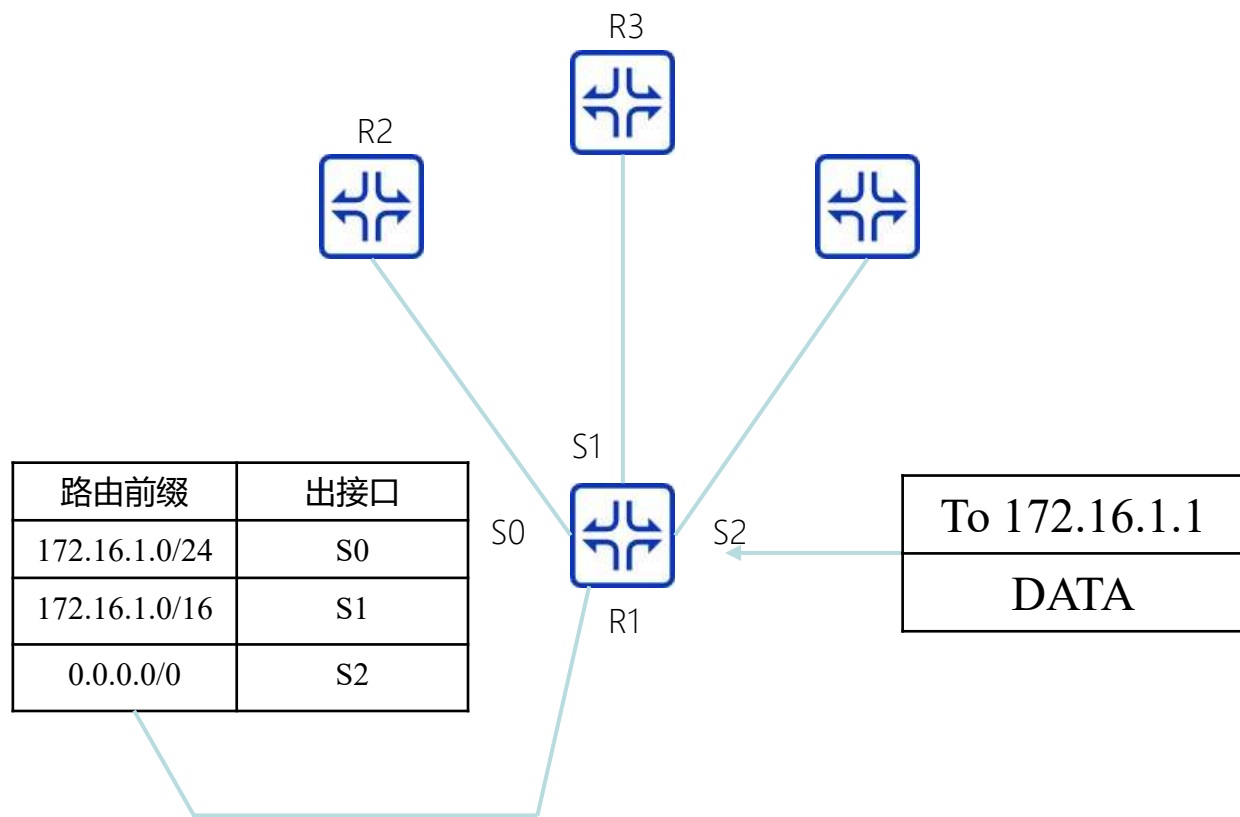 R3
R2
S1
S0
S2
R1
路由前缀 出接口
172.16.1.0/24 S0
172.16.1.0/16 S1
0.0.0.0/0 S2
To 172.16.1.1
DATA